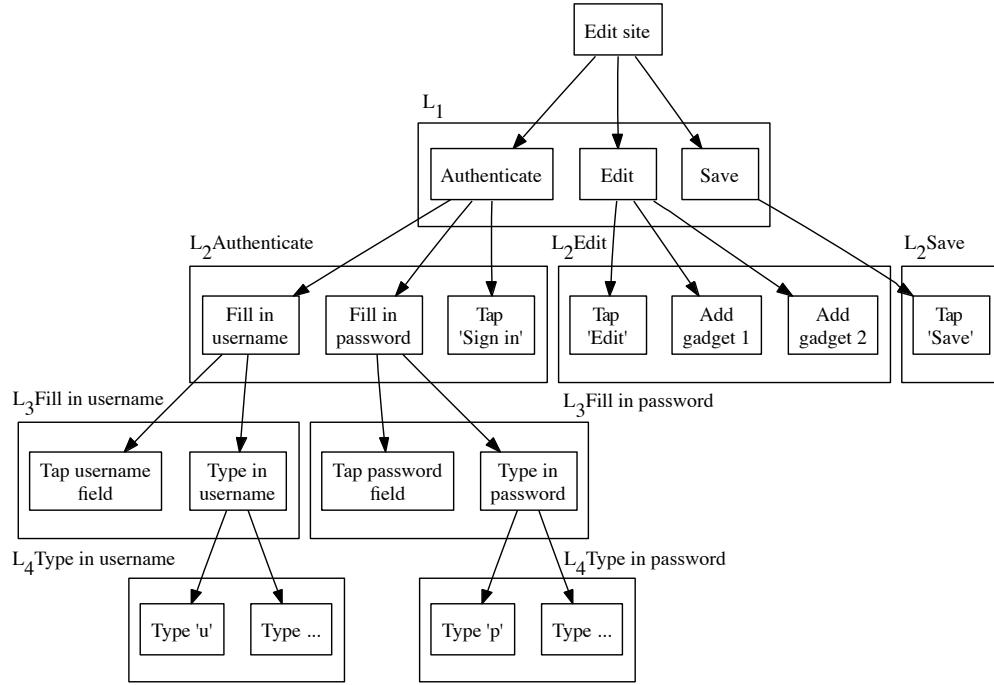 Edit site
L1
Authenticate
Edit
Save
L2Authenticate
L2Edit
L2Save
Fill in
username
Fill in
password
Tap
'Sign in'
Tap
'Edit'
Add
gadget 1
Add
gadget 2
Tap
'Save'
L3Fill in username
L3Fill in password
Tap username
field
Type in
username
Tap password
field
Type in
password
L4Type in username
L4Type in password
Type 'u'
Type ...
Type 'p'
Type ...